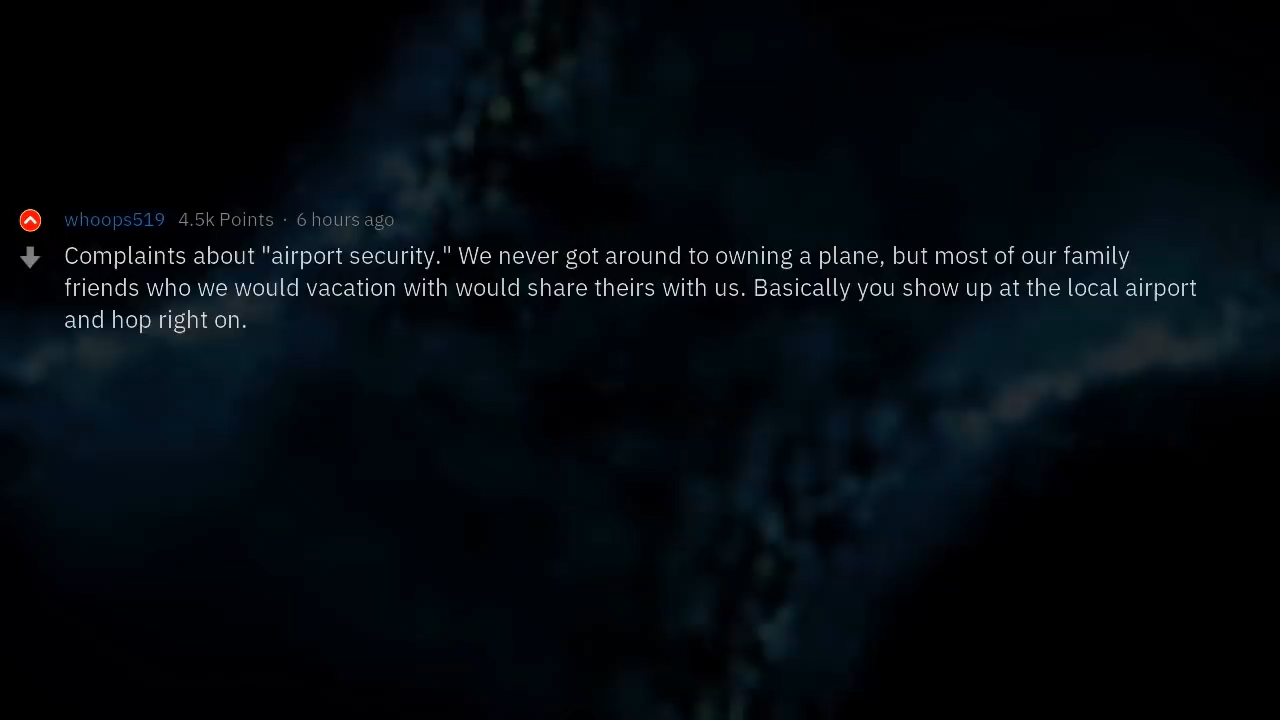 whoops519 4.5k Points · 6 hours ago
Complaints about "airport security." We never got around to owning a plane, but most of our family
friends who we would vacation with would share theirs with us. Basically you show up at the local airport
and hop right on.